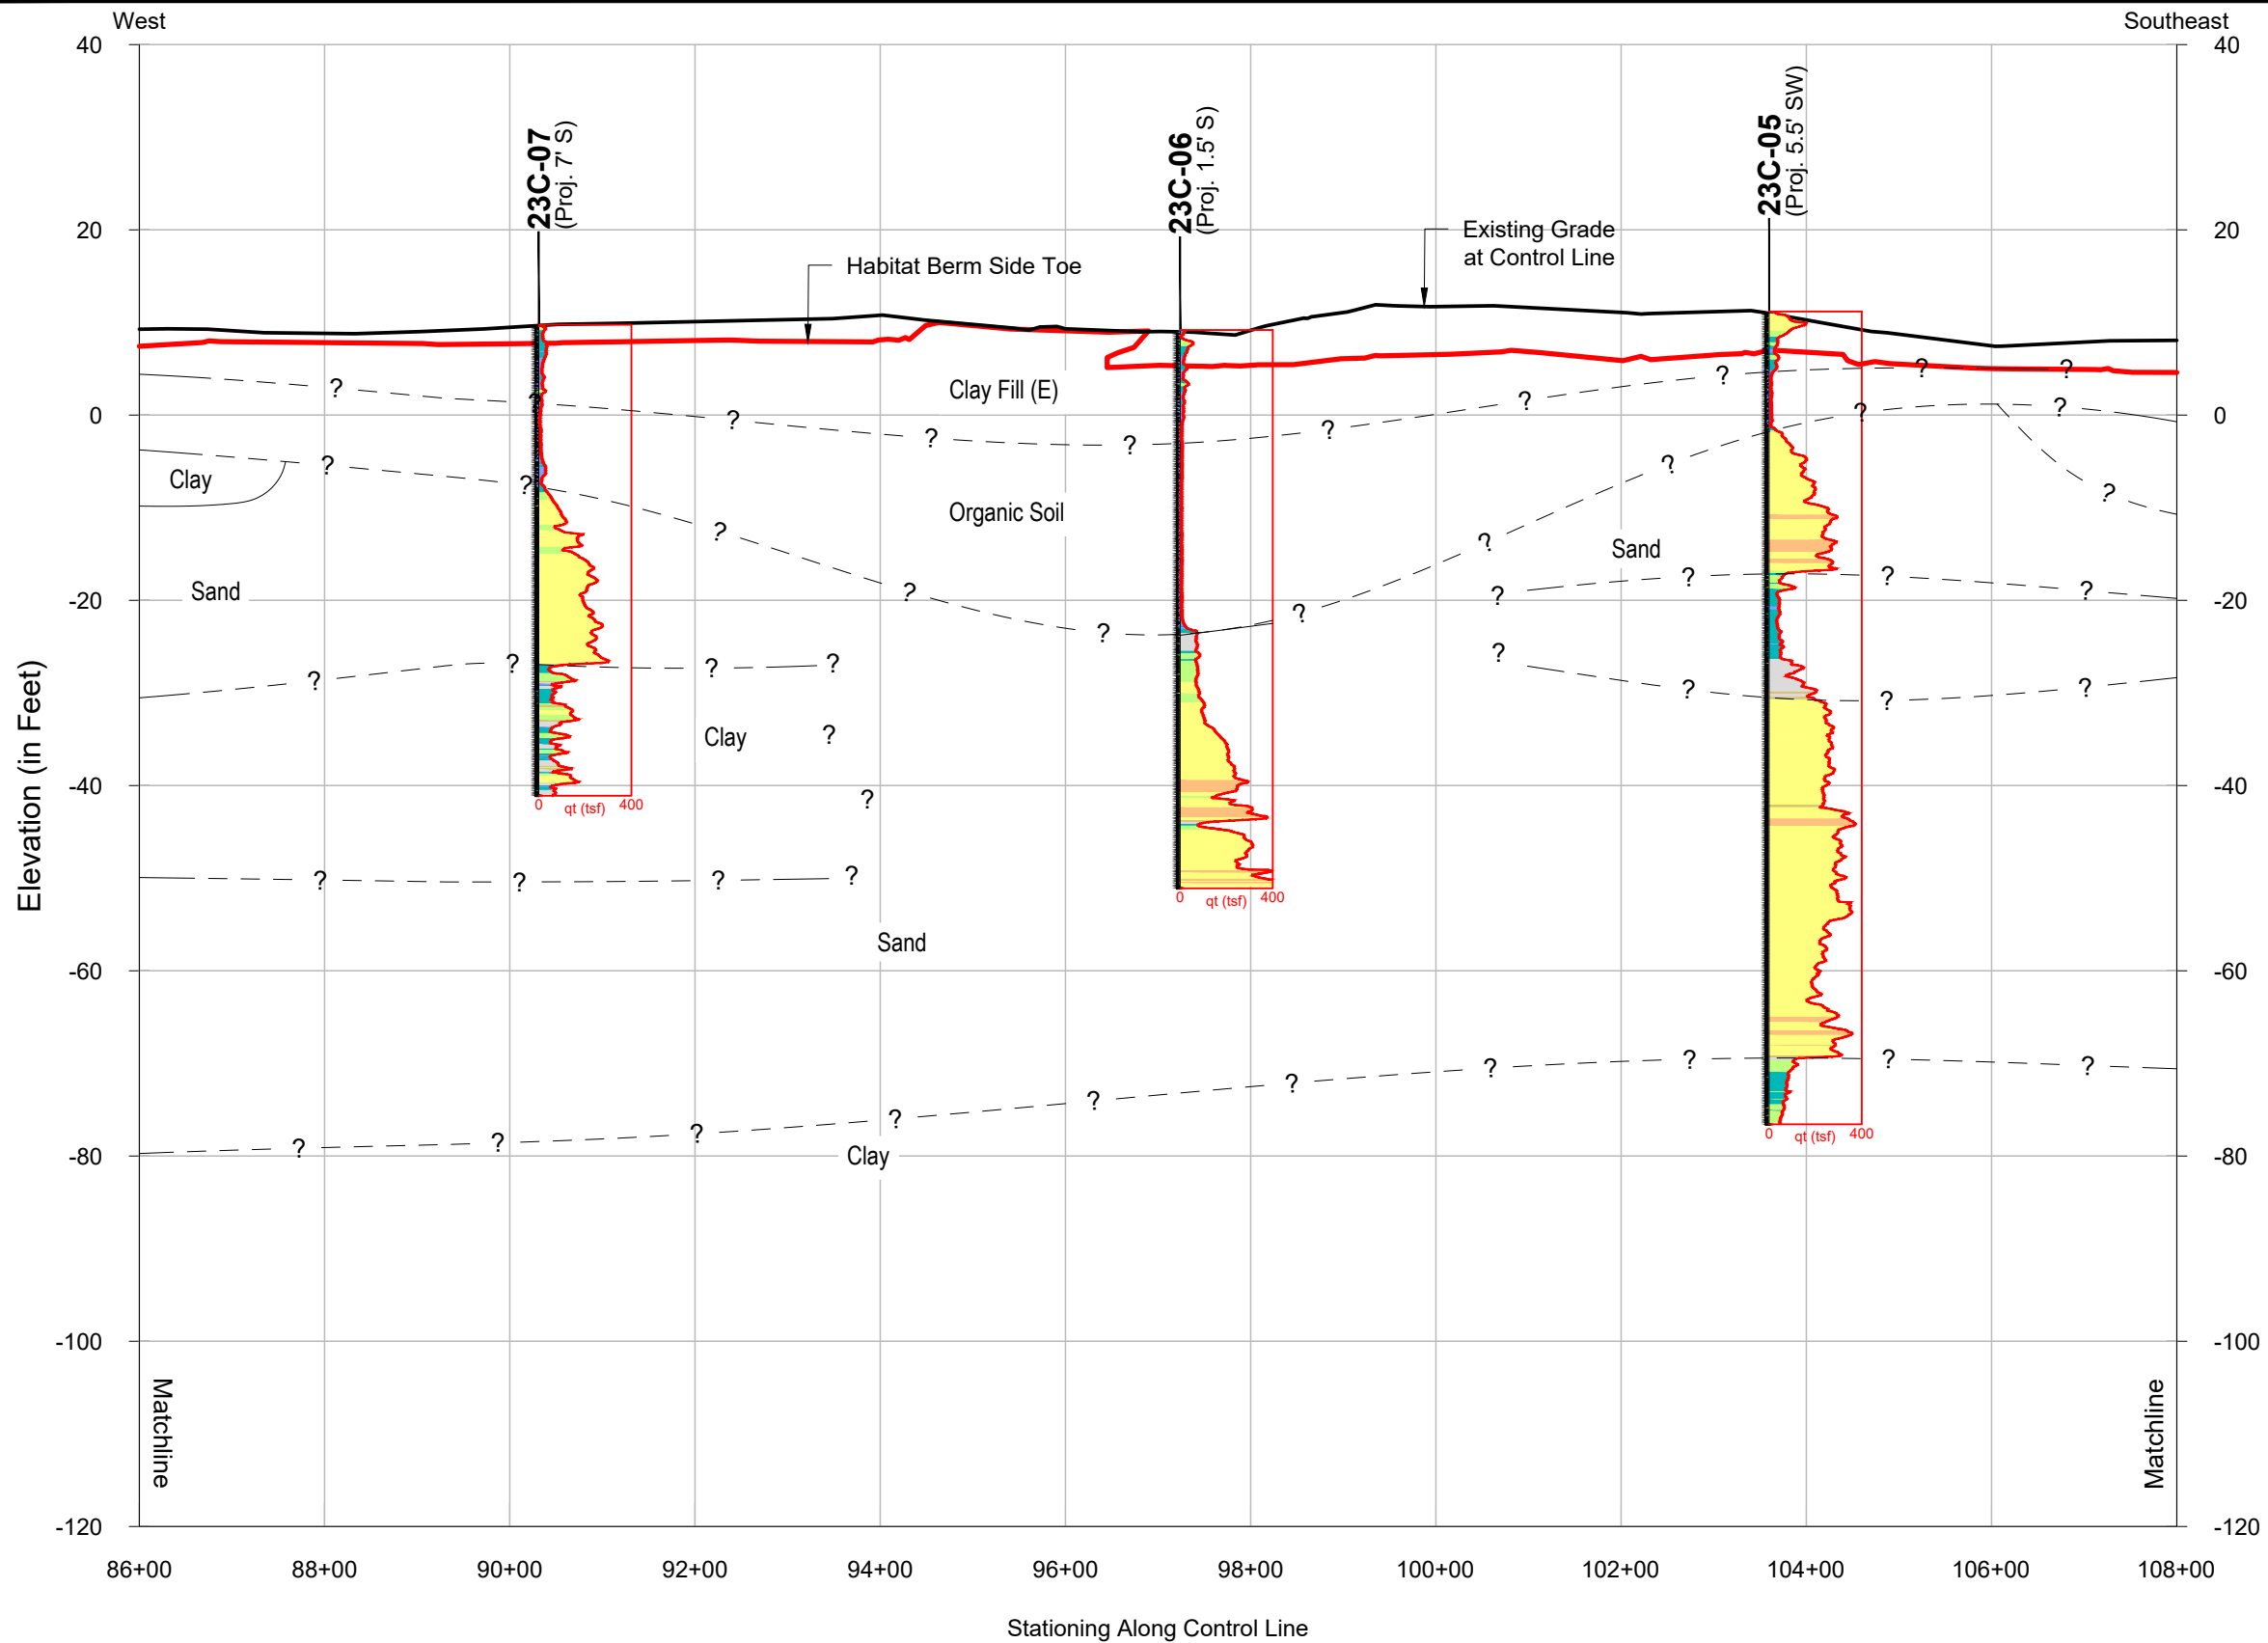 West
Southeast
40
40
23C-07
(Proj. 7' S)
23C-06
(Proj. 1.5' S)
23C-05
(Proj. 5.5' SW)
20
20
Existing Grade
at Control Line
Habitat Berm Side Toe
Clay Fill (E)
0
0
Clay
Organic Soil
Sand
Sand
-20
-20
Clay
-40
-40
0 qt (tsf) 400
0 qt (tsf) 400
Sand
-60
-60
0 qt (tsf) 400
Clay
-80
-80
-100
-100
Matchline
Matchline
-120
-120
Elevation (in Feet)
86+00 88+00 90+00 92+00 94+00 96+00 98+00 100+00 102+00 104+00 106+00 108+00
Stationing Along Control Line